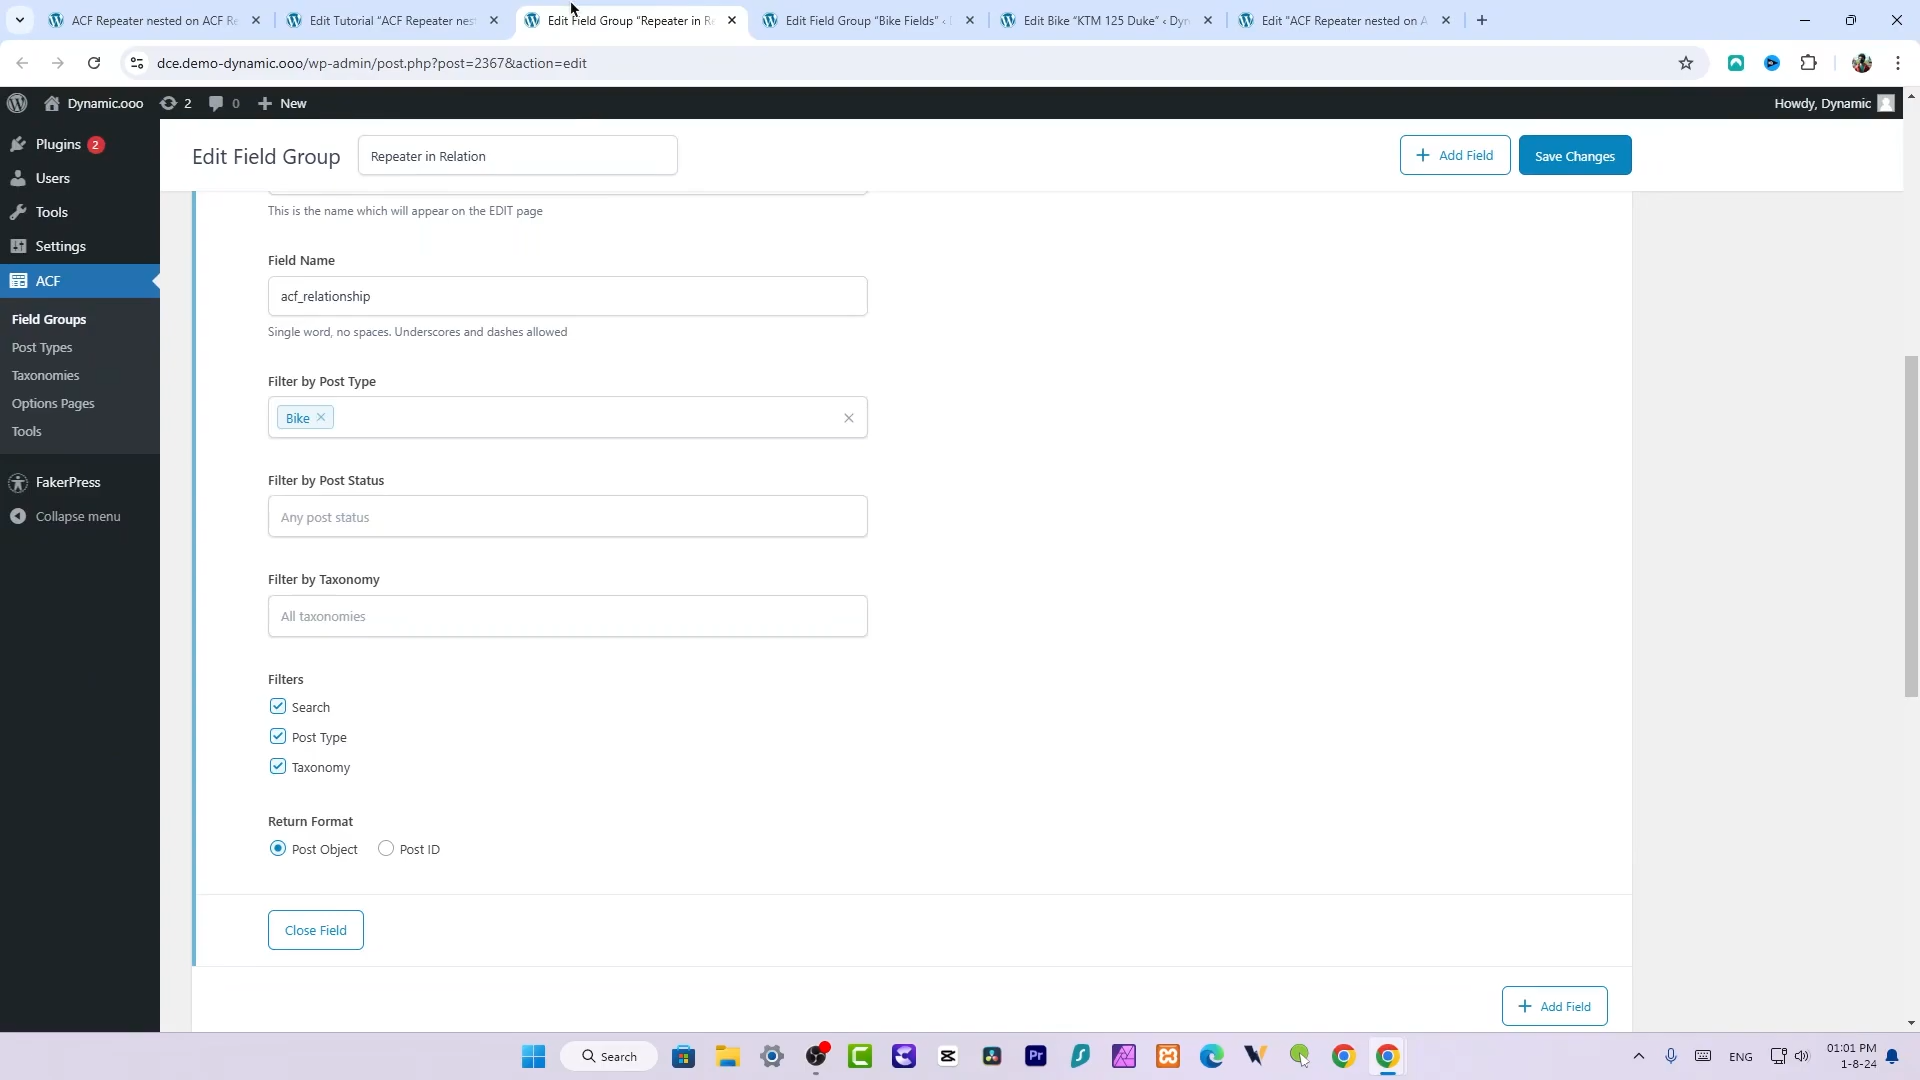 ACF Repeater nested on ACF Re
Edit Tutorial "ACF Repeater nes
Edit Field Group "Repeater in Re
Edit Field Group "Bike Fields" ‹
Edit Bike "KTM 125 Duke" ‹ Dyn
Edit "ACF Repeater nested on A
dce.demo-dynamic.ooo/wp-admin/post.php?post=2367&action=edit
Dynamic.ooo
2
0
New
Howdy, Dynamic
Plugins 2
Users
Tools
Settings
ACF
Field Groups
Post Types
Taxonomies
Options Pages
Tools
FakerPress
Collapse menu
Edit Field Group
Repeater in Relation
Add Field
Save Changes
This is the name which will appear on the EDIT page
Field Name
acf_relationship
Single word, no spaces. Underscores and dashes allowed
Filter by Post Type
Bike
Filter by Post Status
Any post status
Filter by Taxonomy
All taxonomies
Filters
Search
Post Type
Taxonomy
Return Format
Post Object
Post ID
Close Field
Add Field
Search
Pr
ENG
01:01 PM
1-8-24